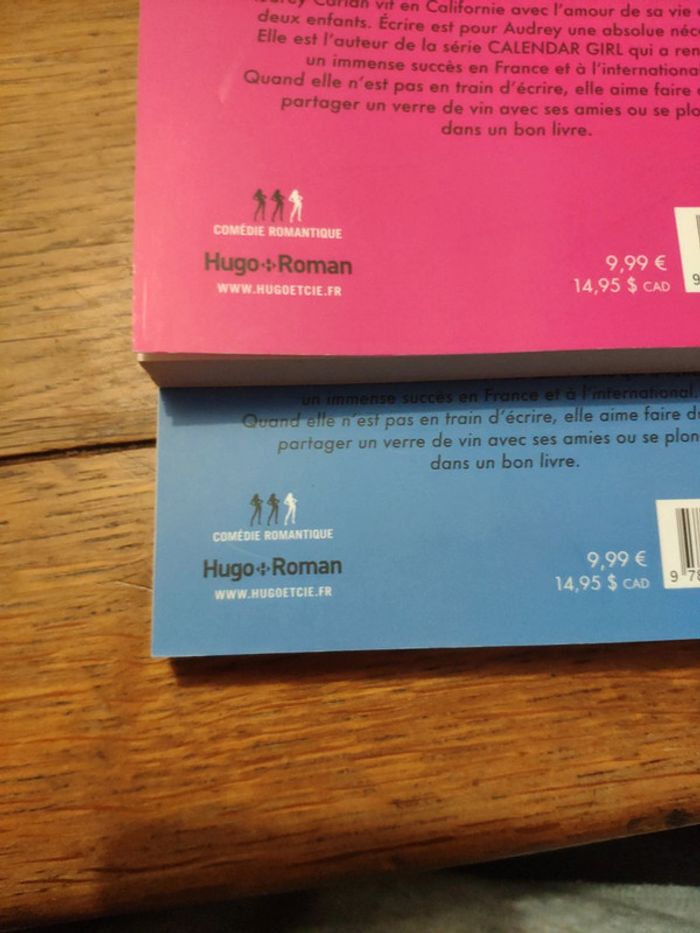 Carlan vit en Californie avec l'amour de sa vie
deux enfants. Écrire est pour Audrey une absolue
Elle est l'auteur de la série CALENDAR GIRL qui a
un immense succès en France et à l'international
Quand elle n'est pas en train d'écrire, elle aime faire
partager un verre de vin avec ses amies ou se
dans un bon livre.
COMÉDIE ROMANTIQUE
Hugo Roman
WWW.HUGOETCIE.FR
9,99 €
14,95 $ CAD
9
un immense succès en France et à l'international.
Quand elle n'est pas en train d'écrire, elle aime faire
partager un verre de vin avec ses amies ou se
dans un bon livre.
COMÉDIE ROMANTIQUE
Hugo Roman
WWW.HUGOETCIE.FR
9,99 €
14,95 $ CAD
9 78